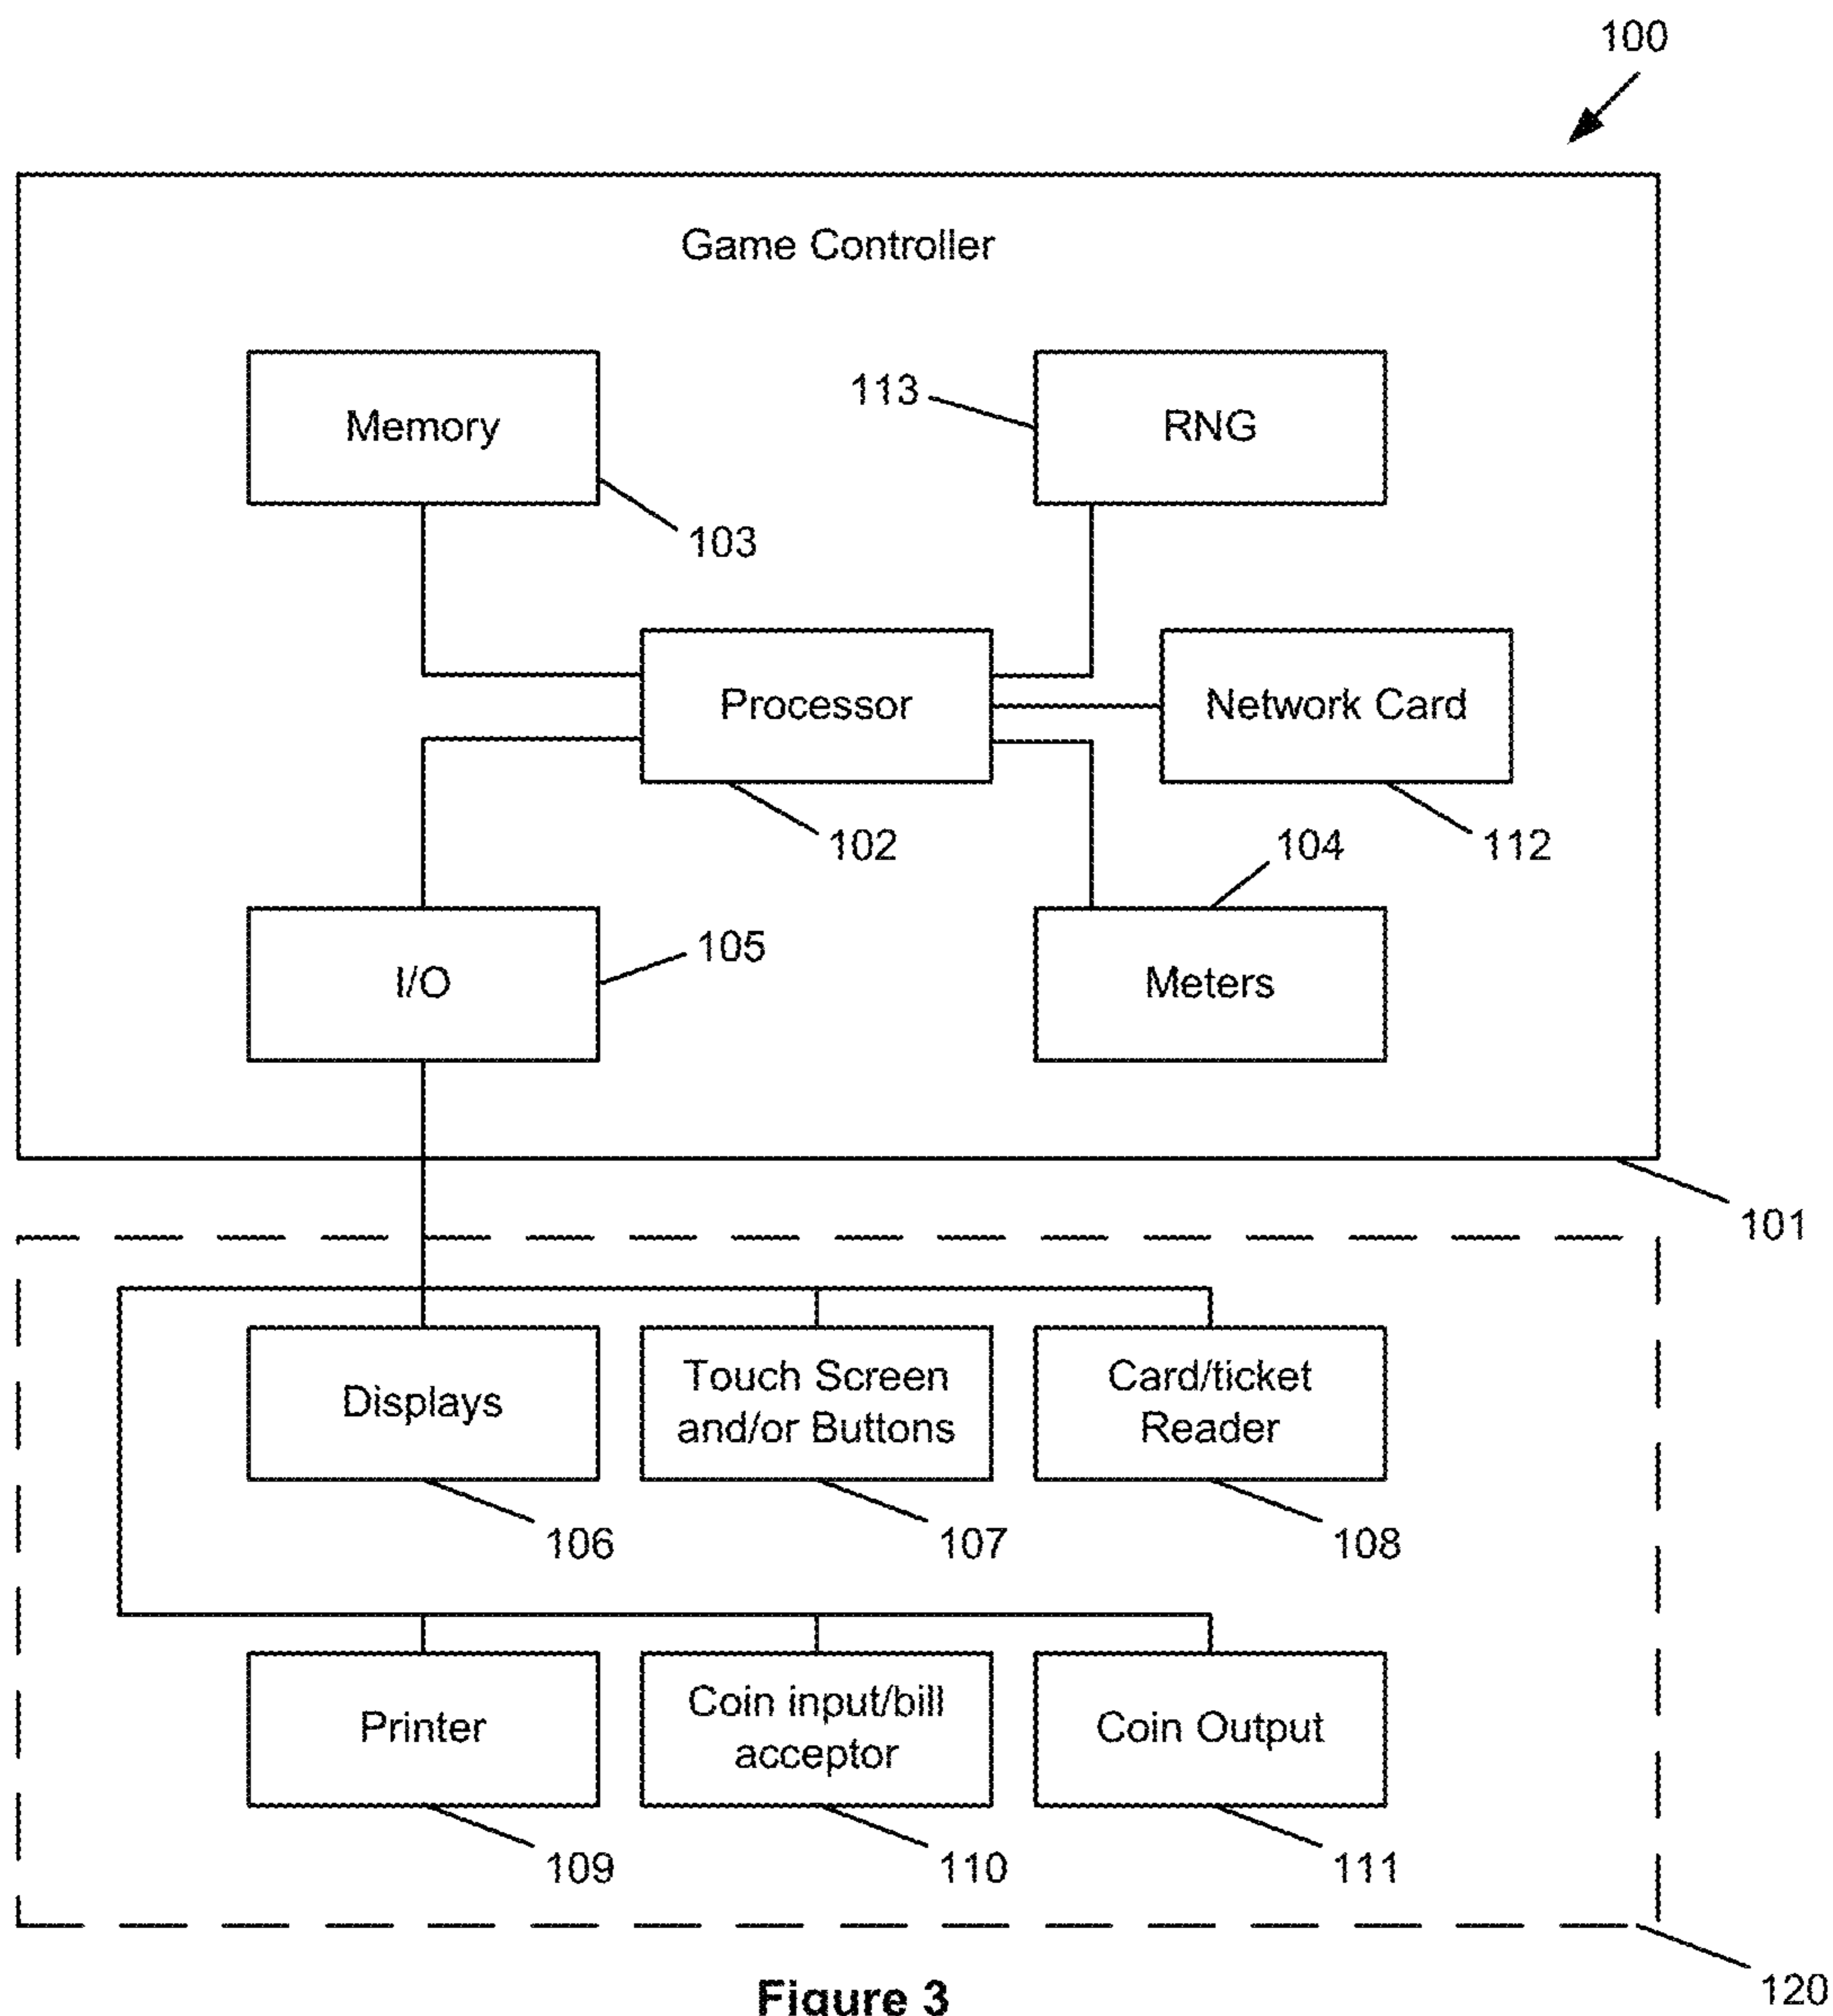 100
Game Controller
Memory
113
RNG
103
Processor
Network Card
102
104
112
I/O
105
Meters
101
Displays
Touch Screen
and/or Buttons
Card/ticket
Reader
106
107
108
Printer
Coin input/bill
acceptor
Coin Output
109
110
111
120
Figure 3